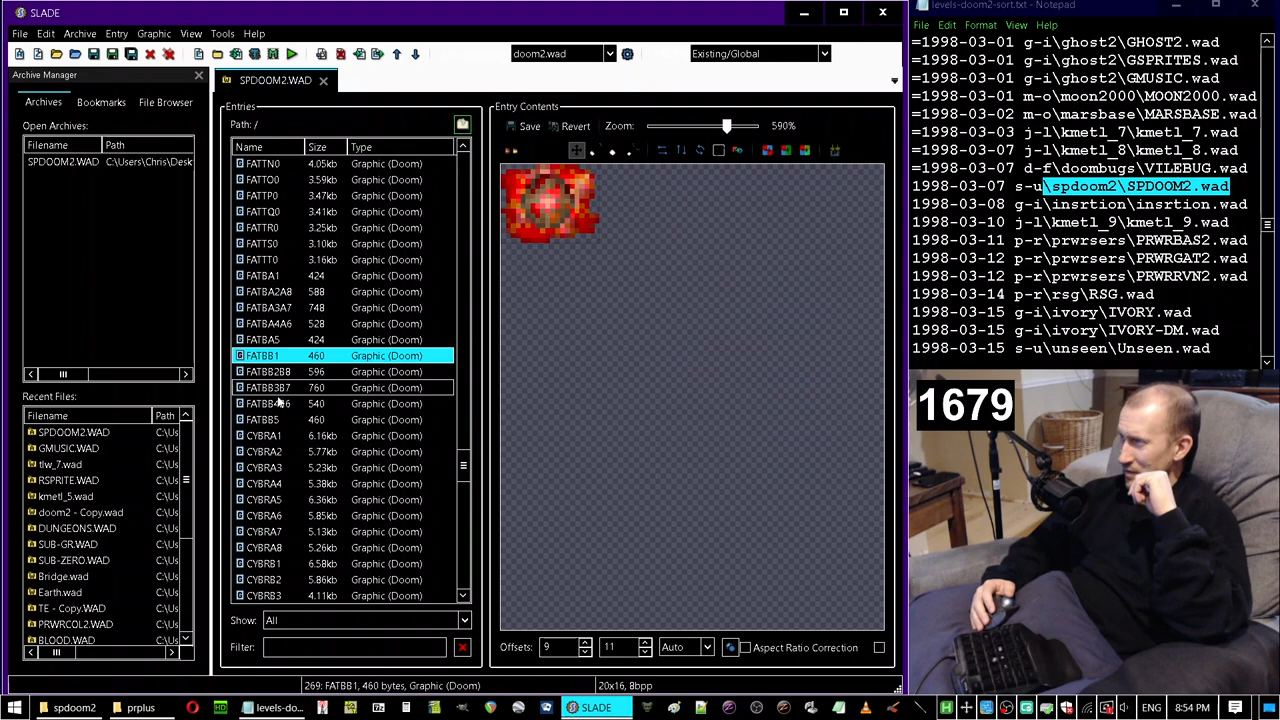 SLADE
File Edit Archive Entry Graphic View Tools Help
doom2.wad
Existing/Global
Archive Manager
Archives Bookmarks File Browser
Open Archives:
Filename Path
SPDOOM2.WAD C:\Users\Chris\Desk
Recent Files:
Filename Path
SPDOOM2.WAD C:\Us
GMUSIC.WAD C:\Us
tlw_7.wad C:\Us
RSPRITE.WAD C:\Us
kmetl_5.wad C:\Us
doom2 - Copy.wad C:\Us
DUNGEONS.WAD C:\Us
SUB-GR.WAD C:\Us
SUB-ZERO.WAD C:\Us
Bridge.wad C:\Us
Earth.wad C:\Us
TE - Copy.WAD C:\Us
PRWRCOL2.WAD C:\Us
BLOOD.WAD C:\Us
SPDOOM2.WAD
Entries
Path: /
Name Size Type
FATTN0 4.05kb Graphic (Doom)
FATTO0 3.59kb Graphic (Doom)
FATTP0 3.47kb Graphic (Doom)
FATTQ0 3.41kb Graphic (Doom)
FATTR0 3.25kb Graphic (Doom)
FATTS0 3.10kb Graphic (Doom)
FATTT0 3.16kb Graphic (Doom)
FATBA1 424 Graphic (Doom)
FATBA2A8 588 Graphic (Doom)
FATBA3A7 748 Graphic (Doom)
FATBA4A6 528 Graphic (Doom)
FATBA5 424 Graphic (Doom)
FATBB1 460 Graphic (Doom)
FATBB2B8 596 Graphic (Doom)
FATBB3B7 760 Graphic (Doom)
FATBB4B6 540 Graphic (Doom)
FATBB5 460 Graphic (Doom)
CYBRA1 6.16kb Graphic (Doom)
CYBRA2 5.77kb Graphic (Doom)
CYBRA3 5.23kb Graphic (Doom)
CYBRA4 5.38kb Graphic (Doom)
CYBRA5 6.36kb Graphic (Doom)
CYBRA6 5.85kb Graphic (Doom)
CYBRA7 5.13kb Graphic (Doom)
CYBRA8 5.26kb Graphic (Doom)
CYBRB1 6.58kb Graphic (Doom)
CYBRB2 5.86kb Graphic (Doom)
CYBRB3 4.11kb Graphic (Doom)
Show: All
Filter:
Entry Contents
Save Revert Zoom: 590%
Offsets: 9 11 Auto Aspect Ratio Correction
269: FATBB1, 460 bytes, Graphic (Doom) 20x16, 8bpp
levels-doom2-sort.txt - Notepad
File Edit Format View Help
=1998-03-01 g-i\ghost2\GHOST2.wad
=1998-03-01 g-i\ghost2\GSPRITES.wad
=1998-03-01 g-i\ghost2\GMUSIC.wad
=1998-03-01 m-o\moon2000\MOON2000.wad
=1998-03-01 m-o\marsbase\MARSBASE.wad
=1998-03-03 j-l\kmetl_7\kmetl_7.wad
=1998-03-03 j-l\kmetl_8\kmetl_8.wad
=1998-03-07 d-f\doombugs\VILEBUG.wad
1998-03-07 s-u\spdoom2\SPDOOM2.wad
1998-03-08 g-i\insrtion\insrtion.wad
1998-03-10 j-l\kmetl_9\kmetl_9.wad
1998-03-11 p-r\prwrsers\PRWRBAS2.wad
1998-03-12 p-r\prwrsers\PRWRGAT2.wad
1998-03-12 p-r\prwrsers\PRWRRVN2.wad
1998-03-14 p-r\rsg\RSG.wad
1998-03-15 g-i\ivory\IVORY.wad
1998-03-15 g-i\ivory\IVORY-DM.wad
1998-03-15 s-u\unseen\Unseen.wad
1679
spdoom2 prplus levels-do... SLADE ENG 8:54 PM